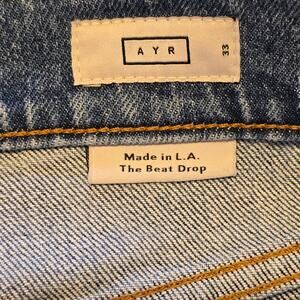 AYR
33
Made in L.A.
The Beat Drop